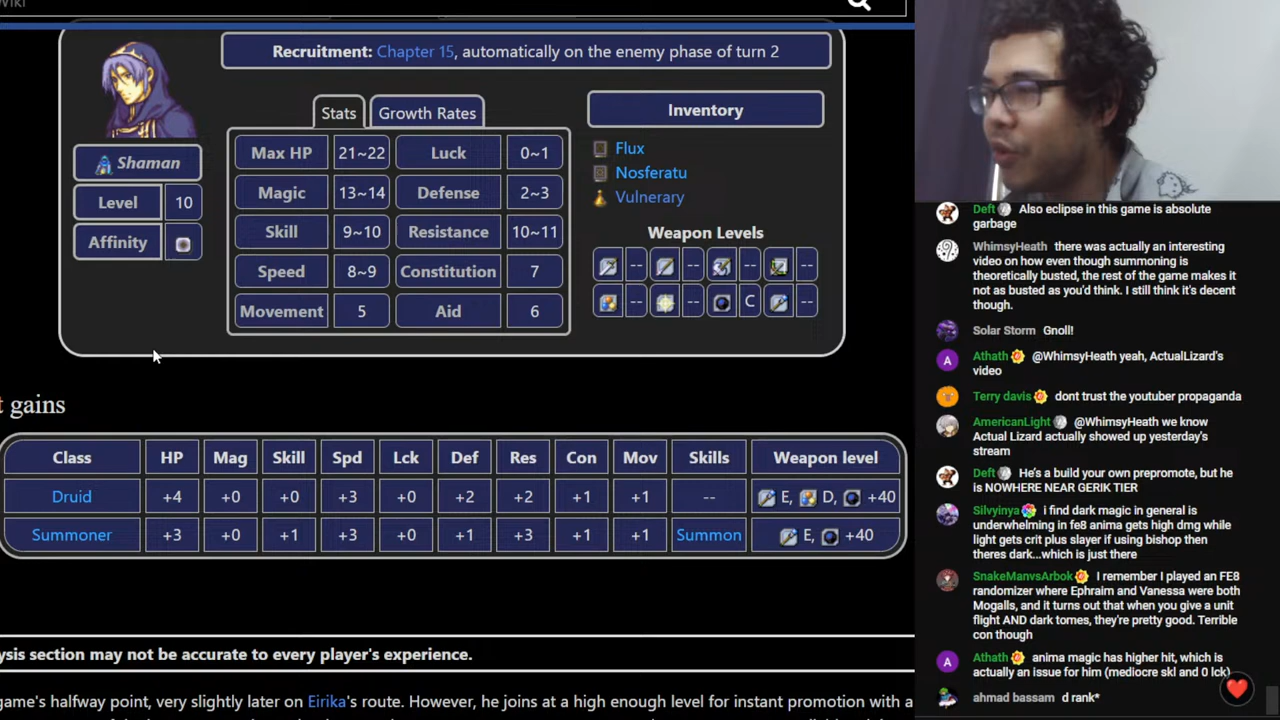 Wiki
Recruitment: Chapter 15, automatically on the enemy phase of turn 2
Stats
Growth Rates
Inventory
Shaman
Level 10
Affinity
Max HP 21~22 Luck 0~1
Magic 13~14 Defense 2~3
Skill 9~10 Resistance 10~11
Speed 8~9 Constitution 7
Movement 5 Aid 6
Flux
Nosferatu
Vulnerary
Weapon Levels
-- -- -- --
-- -- C --
t gains
Class HP Mag Skill Spd Lck Def Res Con Mov Skills Weapon level
Druid +4 +0 +0 +3 +0 +2 +2 +1 +1 -- E, D, +40
Summoner +3 +0 +1 +3 +0 +1 +3 +1 +1 Summon E, +40
ysis section may not be accurate to every player's experience.
game's halfway point, very slightly later on Eirika's route. However, he joins at a high enough level for instant promotion with a
Deft Also eclipse in this game is absolute
garbage
WhimsyHeath there was actually an interesting
video on how even though summoning is
theoretically busted, the rest of the game makes it
not as busted as you'd think. I still think it's decent
though.
Solar Storm Gnoll!
A Athath @WhimsyHeath yeah, ActualLizard's
video
Terry davis dont trust the youtuber propaganda
AmericanLight @WhimsyHeath we know
Actual Lizard actually showed up yesterday's
stream
Deft He's a build your own prepromote, but he
is NOWHERE NEAR GERIK TIER
Silvyinya i find dark magic in general is
underwhelming in fe8 anima gets high dmg while
light gets crit plus slayer if using bishop then
theres dark...which is just there
SnakeManvsArbok I remember I played an FE8
randomizer where Ephraim and Vanessa were both
Mogalls, and it turns out that when you give a unit
flight AND dark tomes, they're pretty good. Terrible
con though
A Athath anima magic has higher hit, which is
actually an issue for him (mediocre skl and 0 lck)
ahmad bassam d rank*